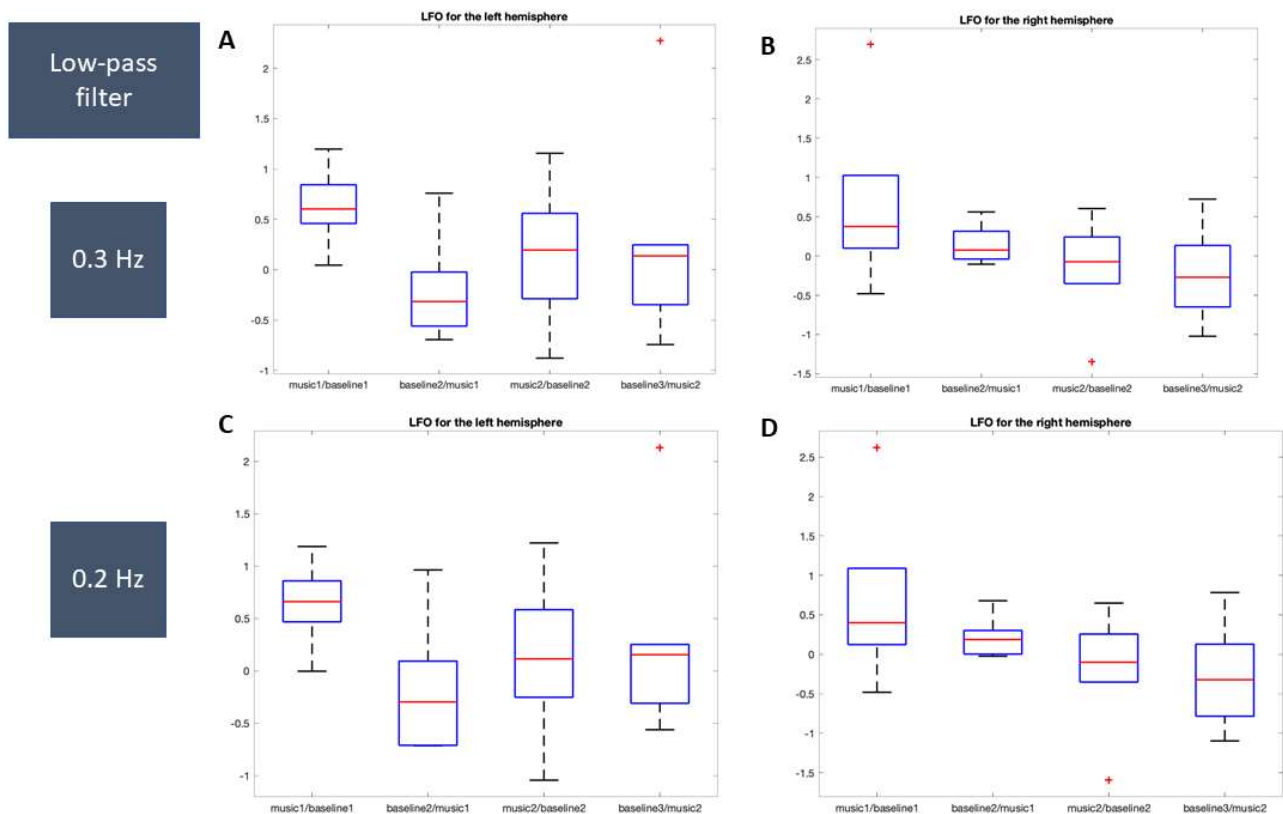 Low-pass
filter
A
LFO for the left hemisphere
2
1.5
1
0.5
0
-0.5
-1
music1/baseline1
baseline2/music1
music2/baseline2
baseline3/music2
B
LFO for the right hemisphere
2.5
2
1.5
1
0.5
0
-0.5
-1
-1.5
music1/baseline1
baseline2/music1
music2/baseline2
baseline3/music2
0.3 Hz
C
LFO for the left hemisphere
2
1.5
1
0.5
0
-0.5
-1
music1/baseline1
baseline2/music1
music2/baseline2
baseline3/music2
D
LFO for the right hemisphere
2.5
2
1.5
1
0.5
0
-0.5
-1
-1.5
music1/baseline1
baseline2/music1
music2/baseline2
baseline3/music2
0.2 Hz